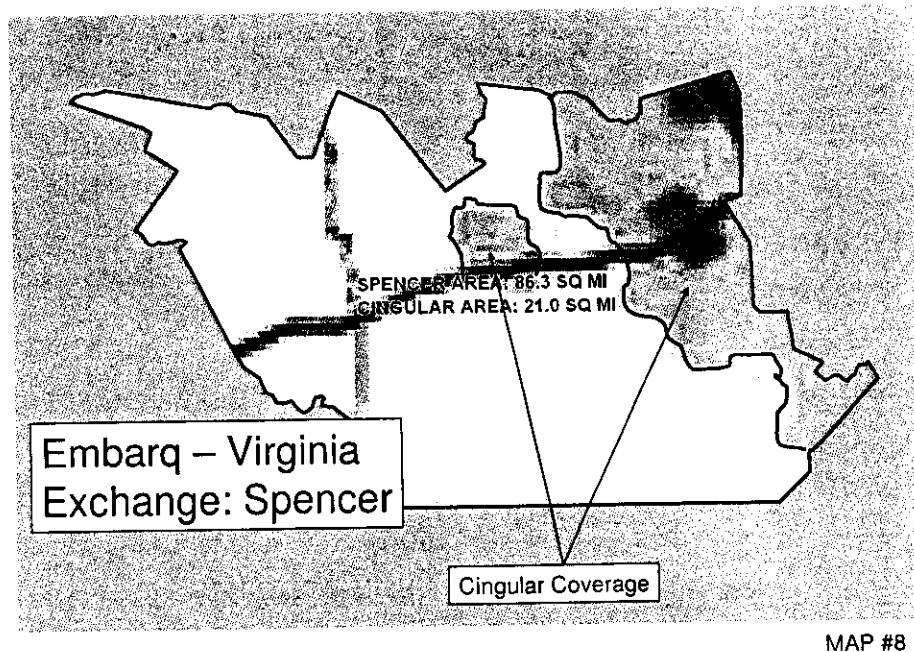 SPENCER AREA: 86.3 SQ MI
CINGULAR AREA: 21.0 SQ MI
Embarq – Virginia
Exchange: Spencer
Cingular Coverage
MAP #8